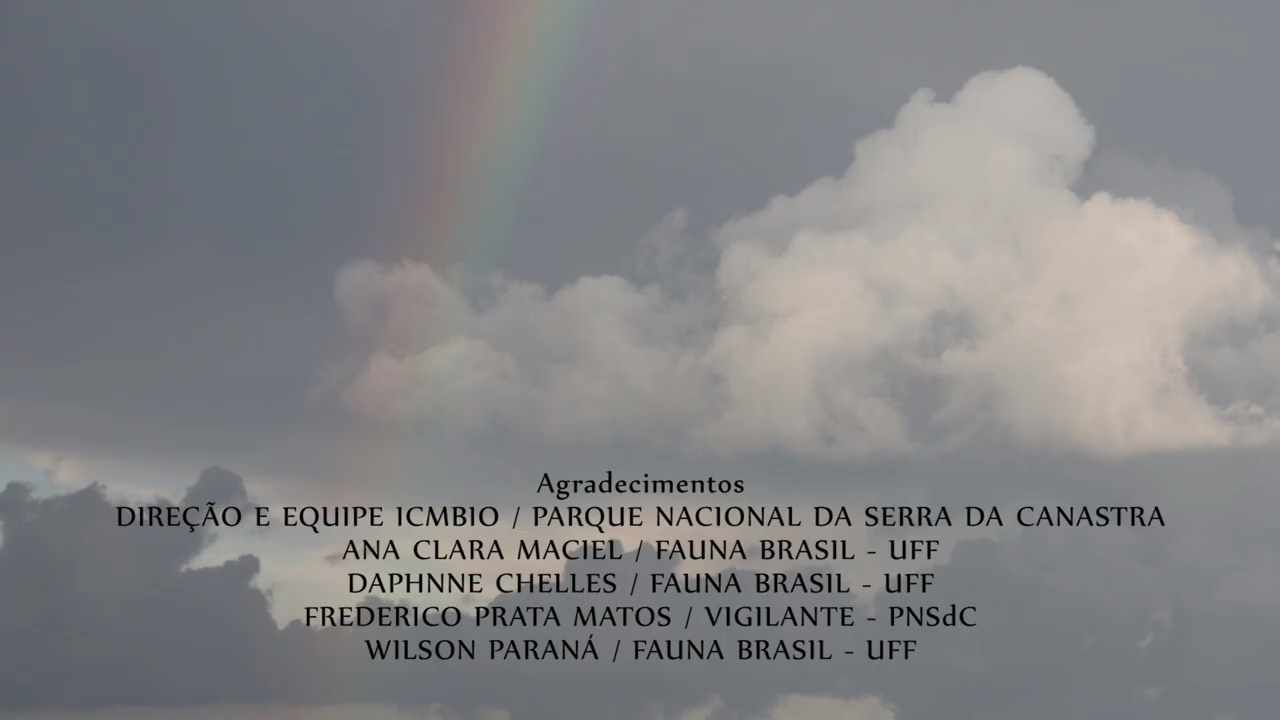 Agradecimentos
DIREÇÃO E EQUIPE ICMBIO / PARQUE NACIONAL DA SERRA DA CANASTRA
ANA CLARA MACIEL / FAUNA BRASIL - UFF
DAPHNNE CHELLES / FAUNA BRASIL - UFF
FREDERICO PRATA MATOS / VIGILANTE - PNSdC
WILSON PARANÁ / FAUNA BRASIL - UFF